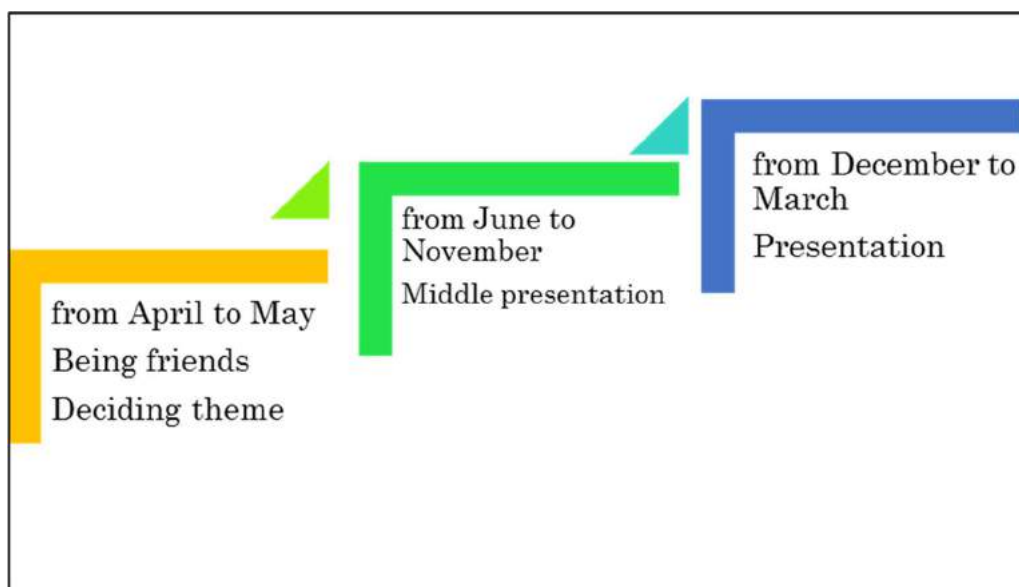 from April to May
Being friends
Deciding theme
from June to
November
Middle presentation
from December to
March
Presentation